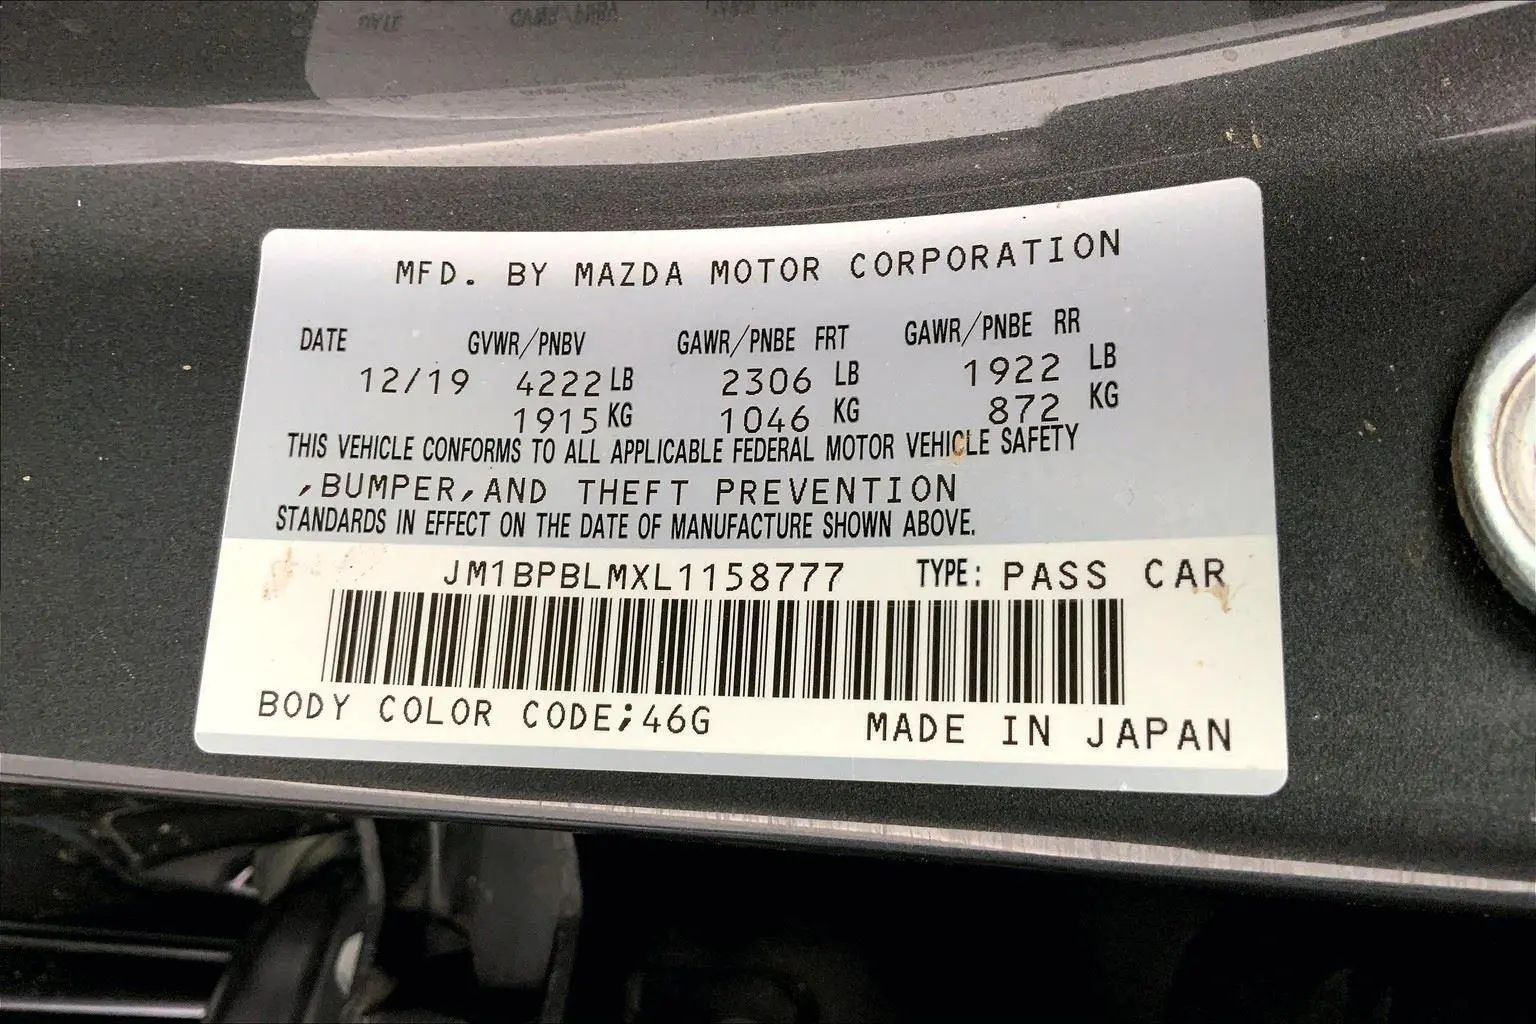 MFD. BY MAZDA MOTOR CORPORATION
DATE GVWR/PNBV GAWR/PNBE FRT GAWR/PNBE RR
12/19 4222 LB 2306 LB 1922 LB
1915 KG 1046 KG 872 KG
THIS VEHICLE CONFORMS TO ALL APPLICABLE FEDERAL MOTOR VEHICLE SAFETY
,BUMPER,AND THEFT PREVENTION
STANDARDS IN EFFECT ON THE DATE OF MANUFACTURE SHOWN ABOVE.
JM1BPBLMXL1158777 TYPE: PASS CAR
BODY COLOR CODE;46G MADE IN JAPAN